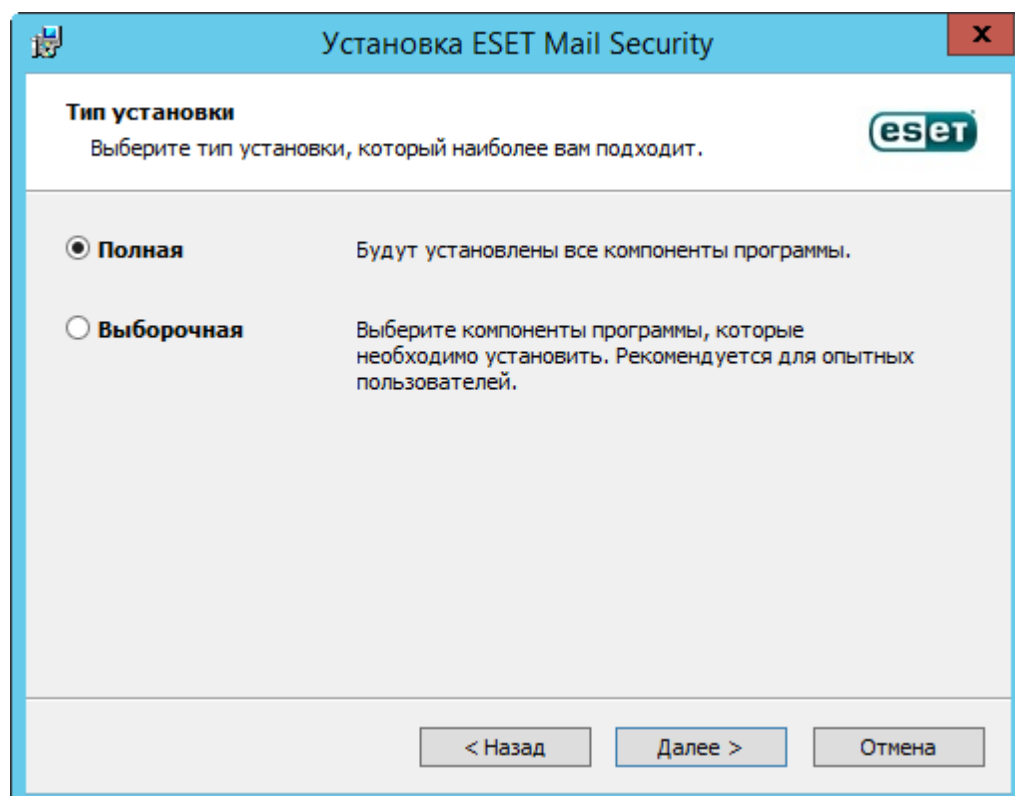 Установка ESET Mail Security
x
Тип установки
Выберите тип установки, который наиболее вам подходит.
eseт
Полная
Будут установлены все компоненты программы.
Выборочная
Выберите компоненты программы, которые
необходимо установить. Рекомендуется для опытных
пользователей.
< Назад
Далее >
Отмена